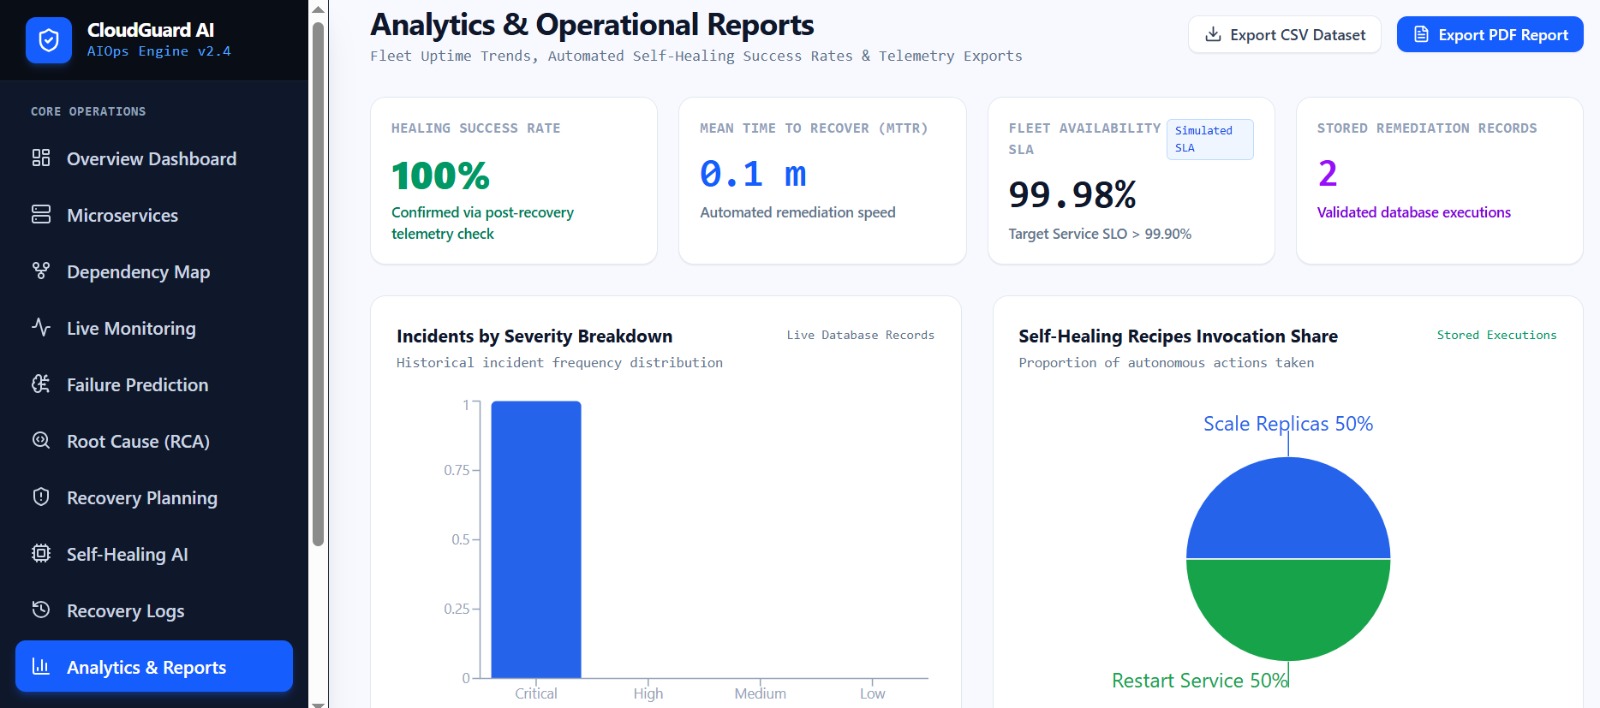 CloudGuard AI
AIOps Engine v2.4
CORE OPERATIONS
Overview Dashboard
Microservices
Dependency Map
Live Monitoring
Failure Prediction
Root Cause (RCA)
Recovery Planning
Self-Healing AI
Recovery Logs
Analytics & Reports
Analytics & Operational Reports
Fleet Uptime Trends, Automated Self-Healing Success Rates & Telemetry Exports
Export CSV Dataset
Export PDF Report
HEALING SUCCESS RATE
100%
Confirmed via post-recovery
telemetry check
MEAN TIME TO RECOVER (MTTR)
0.1 m
Automated remediation speed
FLEET AVAILABILITY
SLA
Simulated
SLA
99.98%
Target Service SLO > 99.90%
STORED REMEDIATION RECORDS
2
Validated database executions
Incidents by Severity Breakdown
Live Database Records
Historical incident frequency distribution
1
0.75
0.5
0.25
0
Critical
High
Medium
Low
Self-Healing Recipes Invocation Share
Stored Executions
Proportion of autonomous actions taken
Scale Replicas 50%
Restart Service 50%